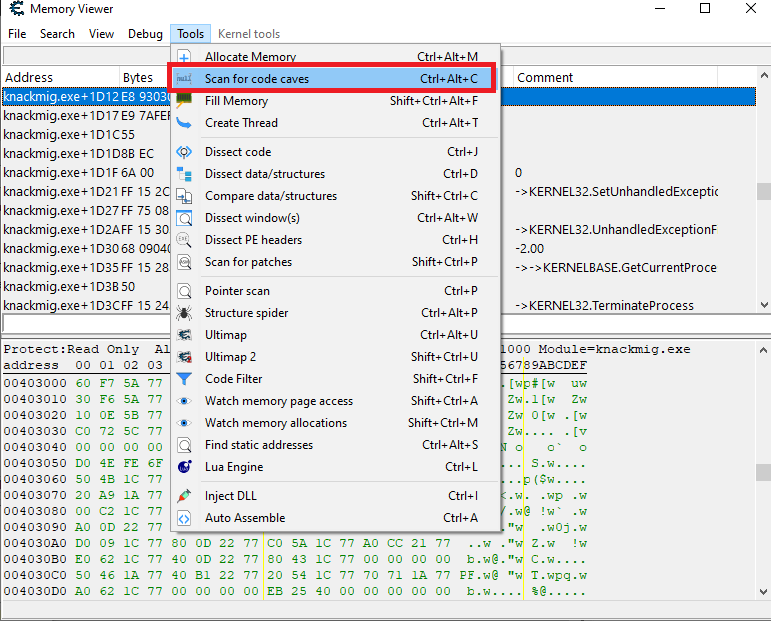 Memory Viewer
File Search View Debug Tools Kernel tools
Address Bytes Comment
knackmig.exe+1D12 E8 9303
knackmig.exe+1D17 E9 7AFE
knackmig.exe+1D1C 55
knackmig.exe+1D1D 8B EC
knackmig.exe+1D1F 6A 00 0
knackmig.exe+1D21 FF 15 2C ->KERNEL32.SetUnhandledExceptic
knackmig.exe+1D27 FF 75 08
knackmig.exe+1D2A FF 15 30 ->KERNEL32.UnhandledExceptionF
knackmig.exe+1D30 68 0904 -2.00
knackmig.exe+1D35 FF 15 28 ->->KERNELBASE.GetCurrentProce
knackmig.exe+1D3B 50
knackmig.exe+1D3C FF 15 24 ->KERNEL32.TerminateProcess
Allocate Memory Ctrl+Alt+M
Scan for code caves Ctrl+Alt+C
Fill Memory Shift+Ctrl+Alt+F
Create Thread Ctrl+Alt+T
Dissect code Ctrl+J
Dissect data/structures Ctrl+D
Compare data/structures Shift+Ctrl+C
Dissect window(s) Ctrl+Alt+W
Dissect PE headers Ctrl+H
Scan for patches Shift+Ctrl+P
Pointer scan Ctrl+P
Structure spider Ctrl+Alt+P
Ultimap Ctrl+Alt+U
Ultimap 2 Shift+Ctrl+U
Code Filter Shift+Ctrl+F
Watch memory page access Shift+Ctrl+A
Watch memory allocations Shift+Ctrl+M
Find static addresses Ctrl+Alt+S
Lua Engine Ctrl+L
Inject DLL Ctrl+I
Auto Assemble Ctrl+A
Protect:Read Only Al 1000 Module=knackmig.exe
address 00 01 02 03 56789ABCDEF
00403000 60 F7 5A 77 .[wp#[w uw
00403010 30 F6 5A 77 Zw.l[w Zw
00403020 10 0E 5B 77 Zw0[w .[w
00403030 C0 72 5C 77 Zw.... .[v
00403040 00 00 00 00 N o o` o
00403050 D0 4E FE 6F ...S.w....
00403060 50 4B 1C 77 ...p($w....
00403070 20 A9 1A 77
00403080 00 C2 1C 77
00403090 A0 0D 22 77
004030A0 D0 09 1C 77 80 0D 22 77 C0 5A 1C 77 A0 CC 21 77 ..w ."w Z.w !w
004030B0 E0 62 1C 77 40 0D 22 77 80 43 1C 77 00 00 00 00 b.w@."w C.w....
004030C0 50 46 1A 77 40 B1 22 77 20 54 1C 77 70 71 1A 77 PF.w@ "w T.wpq.w
004030D0 A0 62 1C 77 00 00 00 00 EB 25 40 00 00 00 00 00 b.w.... %@.....